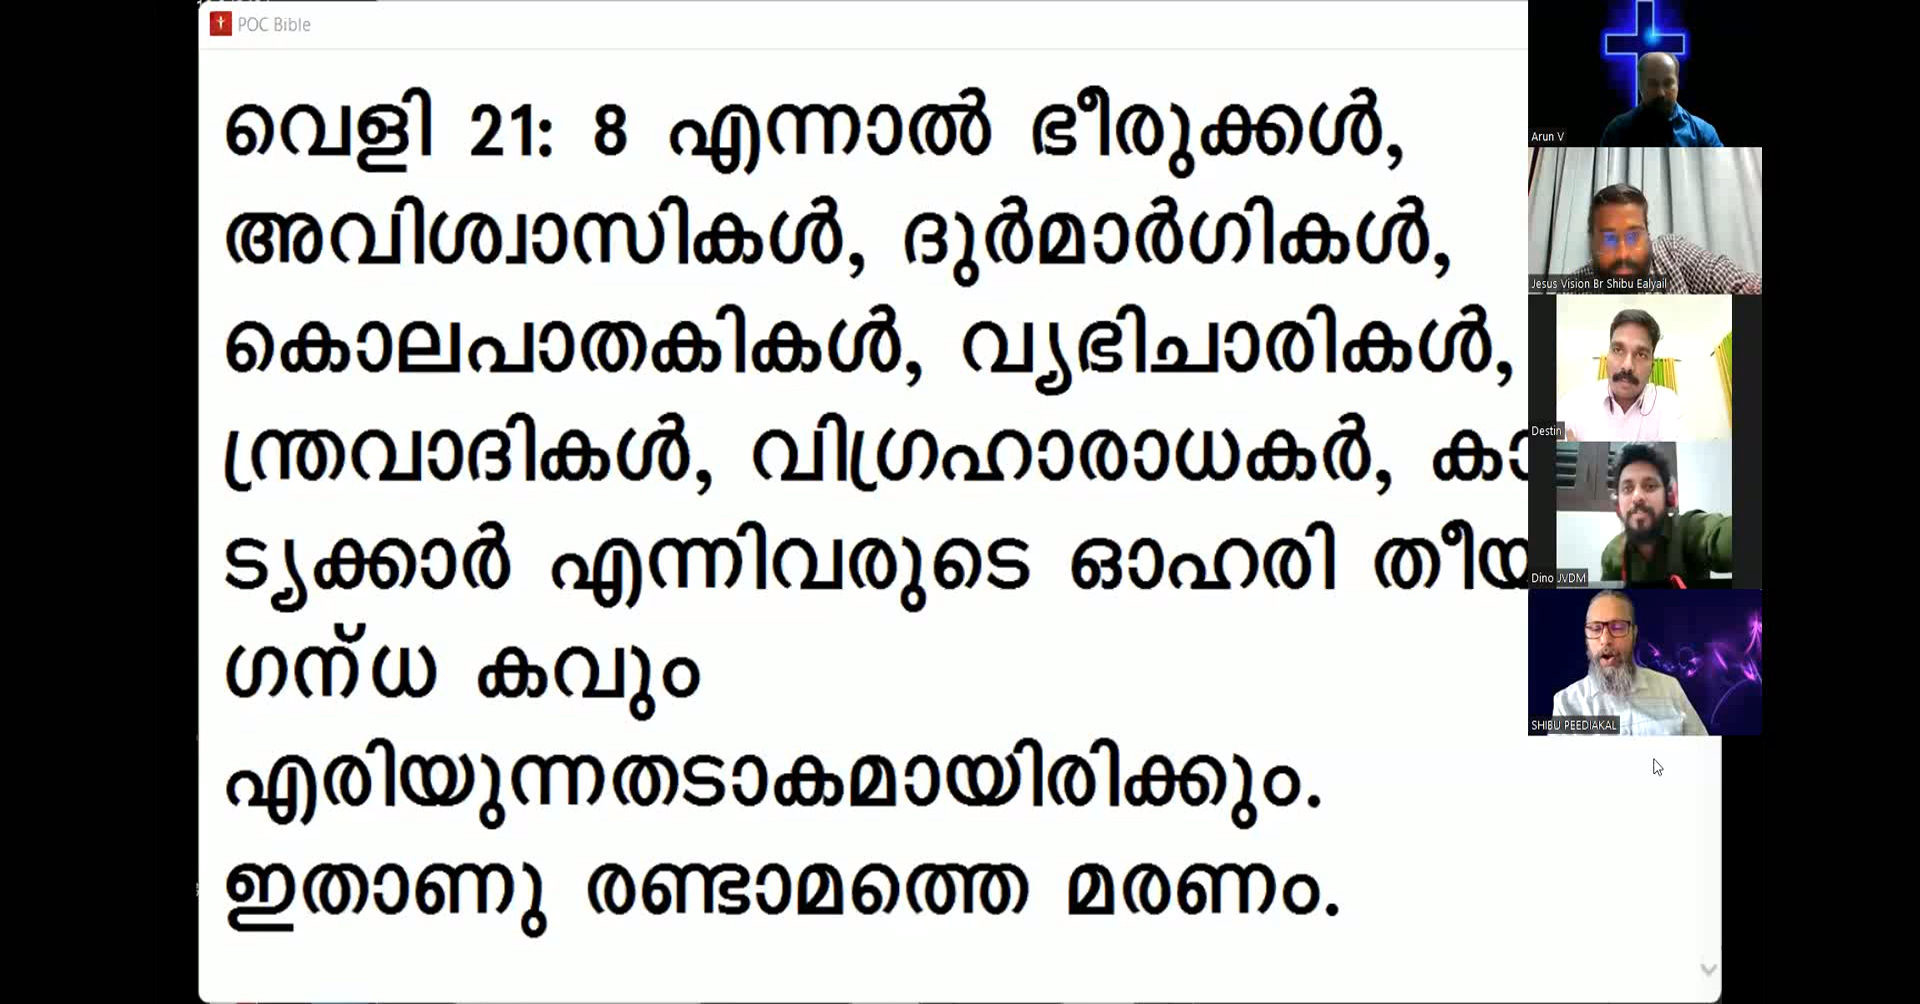 POC Bible
വെളി 21: 8 എന്നാൽ ഭീരുക്കൾ,
അവിശ്വാസികൾ, ദുർമാർഗികൾ,
കൊലപാതകികൾ, വ്യഭിചാരികൾ,
ന്ത്രവാദികൾ, വിഗ്രഹാരാധകർ, കാ
ട്യക്കാർ എന്നിവരുടെ ഓഹരി തീയ
ഗന്ധ കവും
എരിയുന്നതടാകമായിരിക്കും.
ഇതാണു രണ്ടാമത്തെ മരണം.
Arun V
Jesus Vision Br Shibu Ealyail
Destin
Dino JVDM
SHIBU PEEDIAKAL